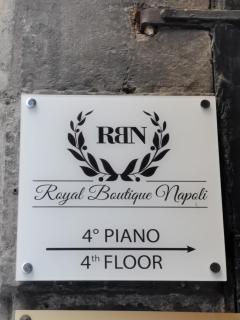 RBN
Royal Boutique Napoli
4° PIANO
4th FLOOR